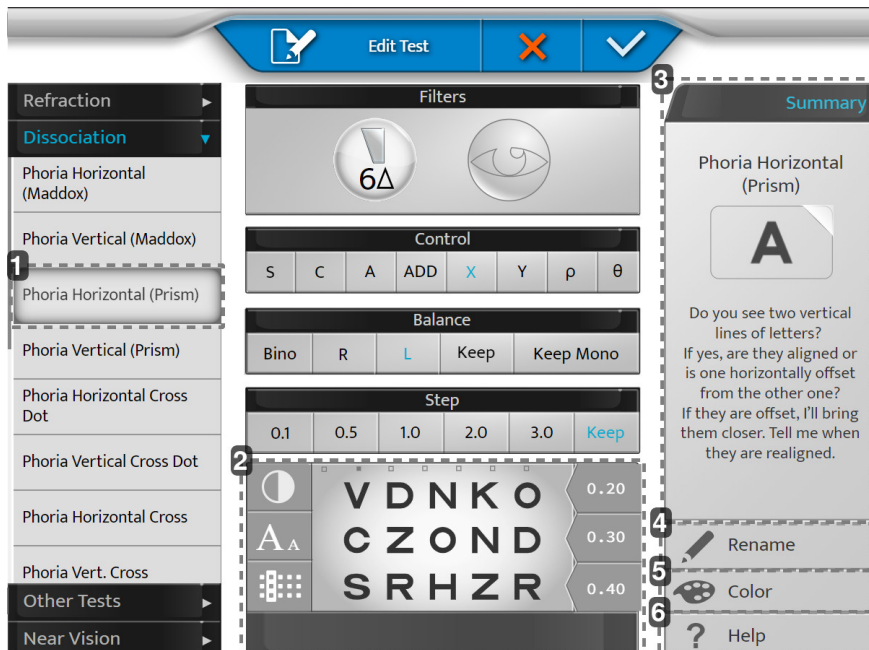 Edit Test
Refraction
Dissociation
Phoria Horizontal
(Maddox)
Phoria Vertical (Maddox)
1
Phoria Horizontal (Prism)
Phoria Vertical (Prism)
Phoria Horizontal Cross
Dot
Phoria Vertical Cross Dot
Phoria Horizontal Cross
Phoria Vert. Cross
Other Tests
Near Vision
Filters
6Δ
Control
S C A ADD X Y ρ θ
Balance
Bino R L Keep Keep Mono
Step
0.1 0.5 1.0 2.0 3.0 Keep
2
A A
V D N K O 0.20
C Z O N D 0.30
S R H Z R 0.40
3
Summary
Phoria Horizontal
(Prism)
A
Do you see two vertical
lines of letters?
If yes, are they aligned or
is one horizontally offset
from the other one?
If they are offset, I'll bring
them closer. Tell me when
they are realigned.
4
Rename
5
Color
6
? Help